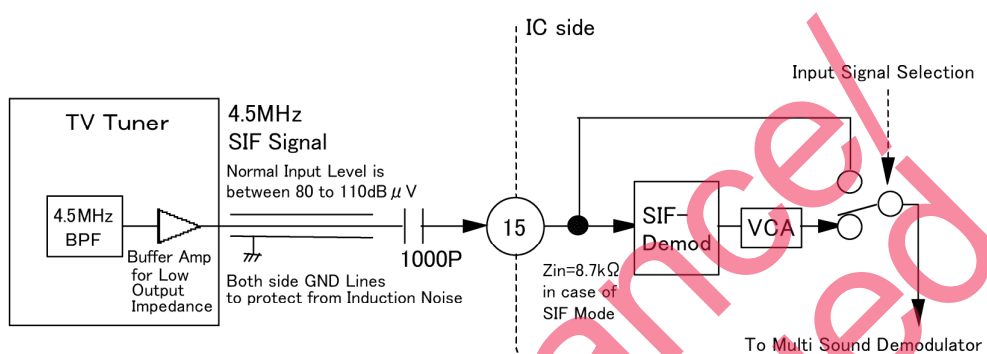 IC side
Input Signal Selection
TV Tuner
4.5MHz
SIF Signal
Normal Input Level is
between 80 to 110dB μ V
4.5MHz
BPF
Buffer Amp
for Low
Output
Impedance
Both side GND Lines
to protect from Induction Noise
1000P
15
SIF-
Demod
VCA
Zin=8.7kΩ
in case of
SIF Mode
To Multi Sound Demodulator